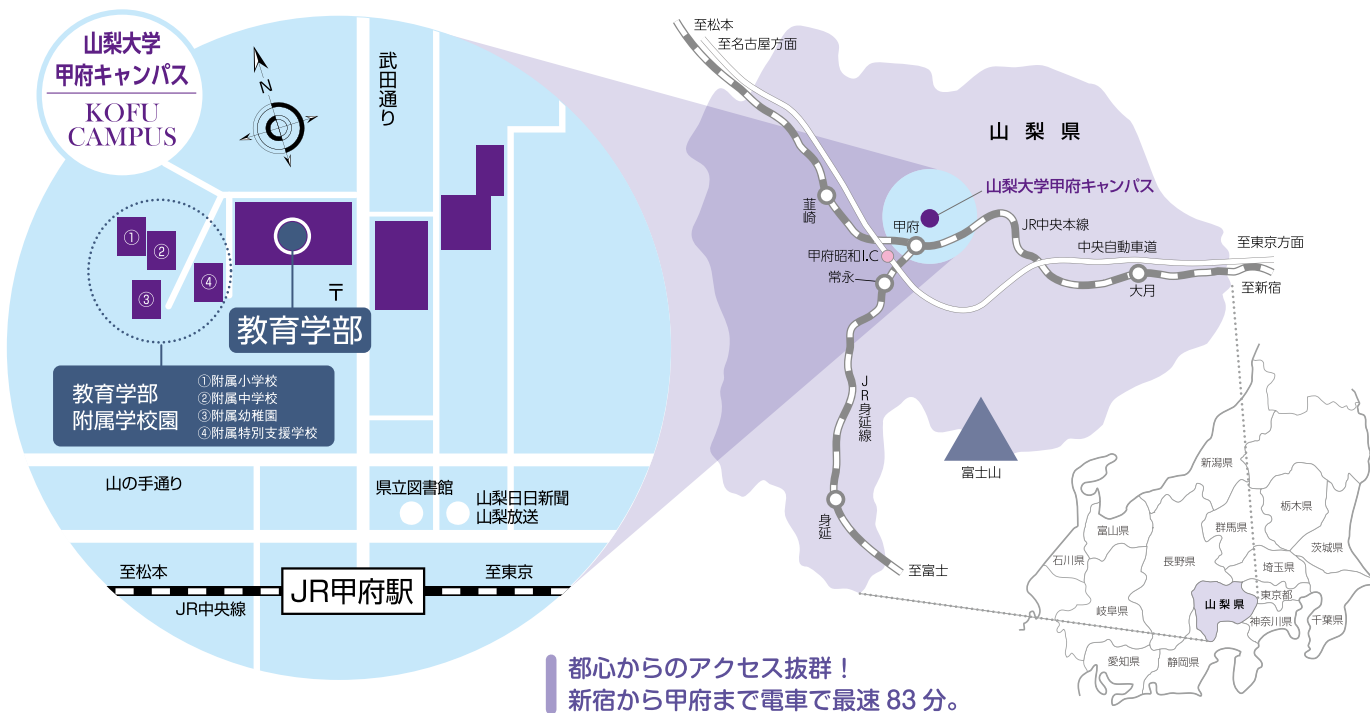 山梨大学
甲府キャンパス
KOFU
CAMPUS
N
武田通り
①
②
③
④
〒
教育学部
教育学部
附属学校園
①附属小学校
②附属中学校
③附属幼稚園
④附属特別支援学校
山の手通り
県立図書館
山梨日日新聞
山梨放送
至松本
JR中央線
JR甲府駅
至東京
至松本
至名古屋方面
山梨県
山梨大学甲府キャンパス
韮崎
甲府
JR中央本線
甲府昭和I.C
常永
中央自動車道
至東京方面
大月
至新宿
JR身延線
富士山
身延
至富士
新潟県
栃木県
富山県
群馬県
石川県
長野県
茨城県
埼玉県
岐阜県
山梨県
東京都
神奈川県
千葉県
愛知県
静岡県
都心からのアクセス抜群！
新宿から甲府まで電車で最速 83 分。